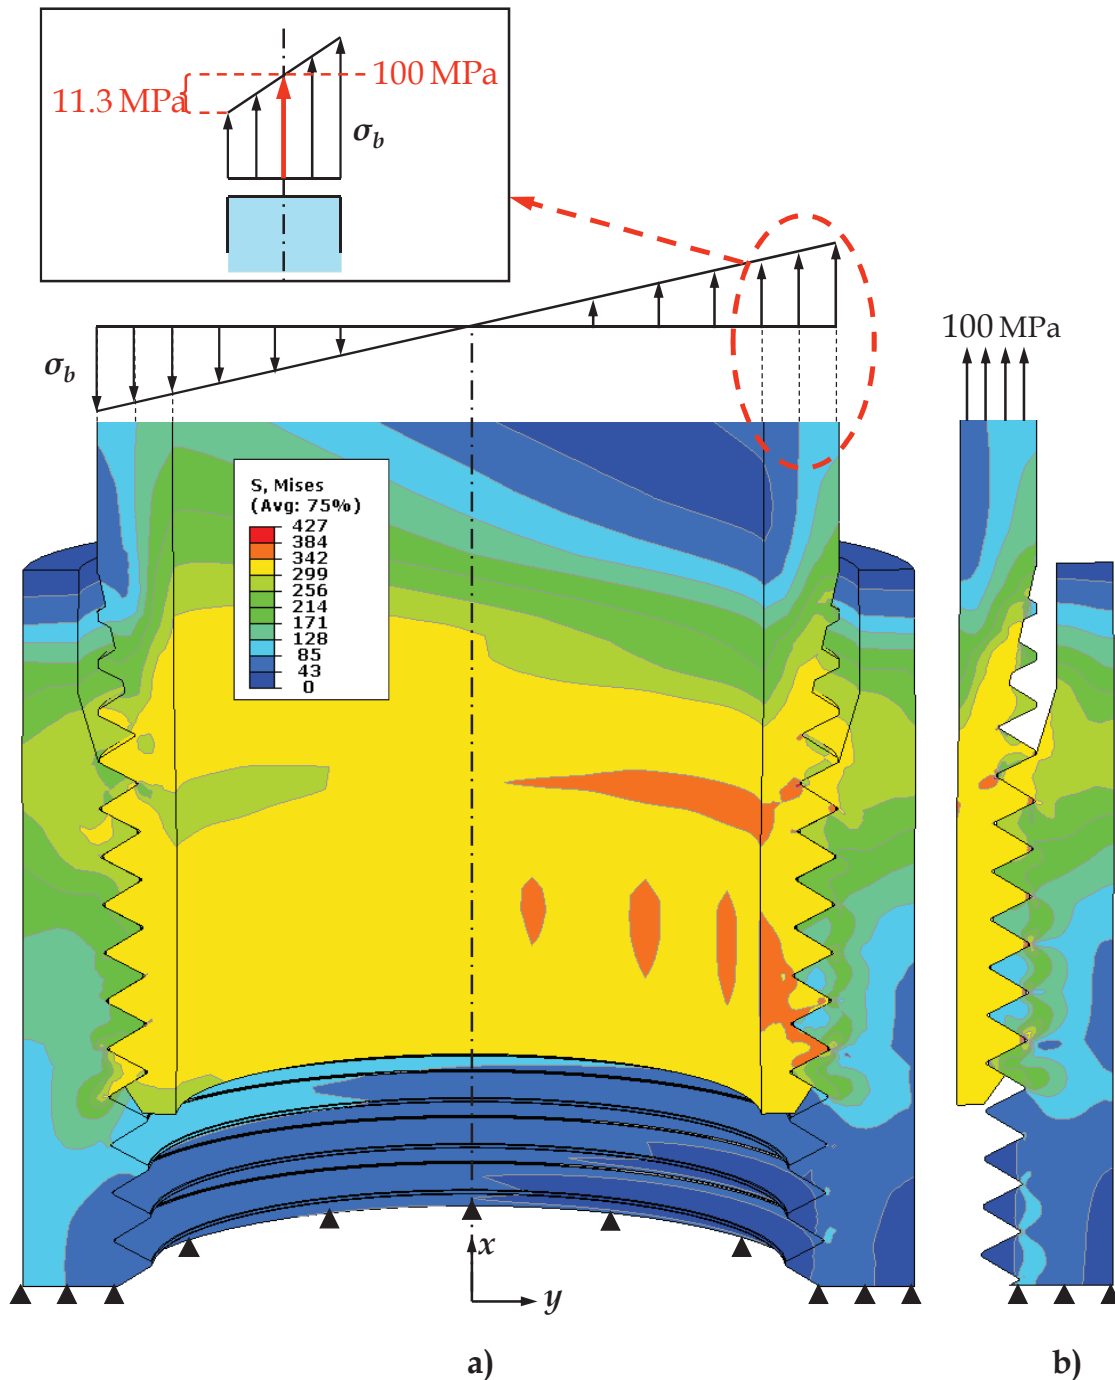 100 MPa
11.3 MPa
σb
σb
100 MPa
S, Mises
(Avg: 75%)
427
384
342
299
256
214
171
128
85
43
0
x
y
a)
b)